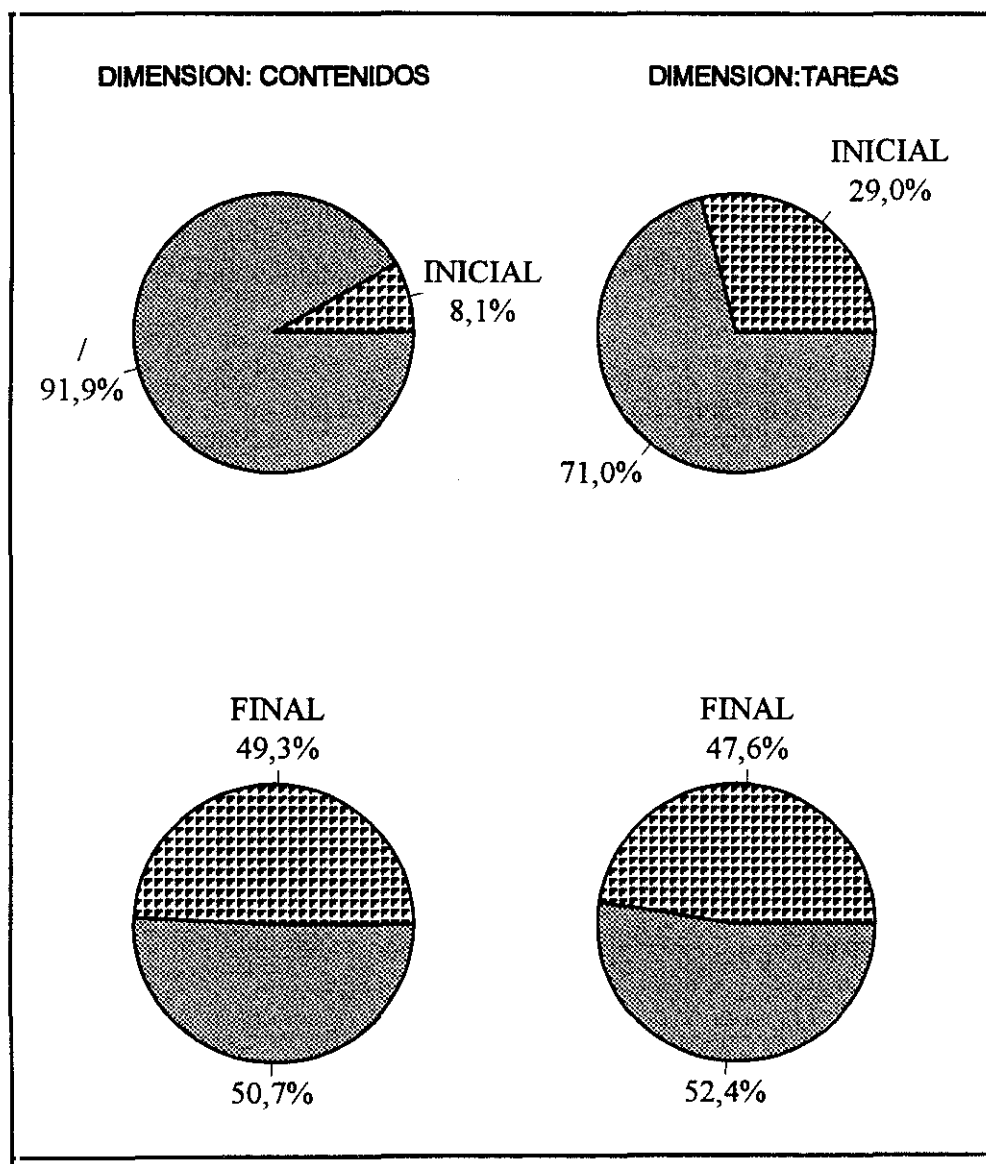 DIMENSION: CONTENIDOS
DIMENSION:TAREAS
INICIAL
8,1%
/
91,9%
INICIAL
29,0%
71,0%
FINAL
49,3%
50,7%
FINAL
47,6%
52,4%